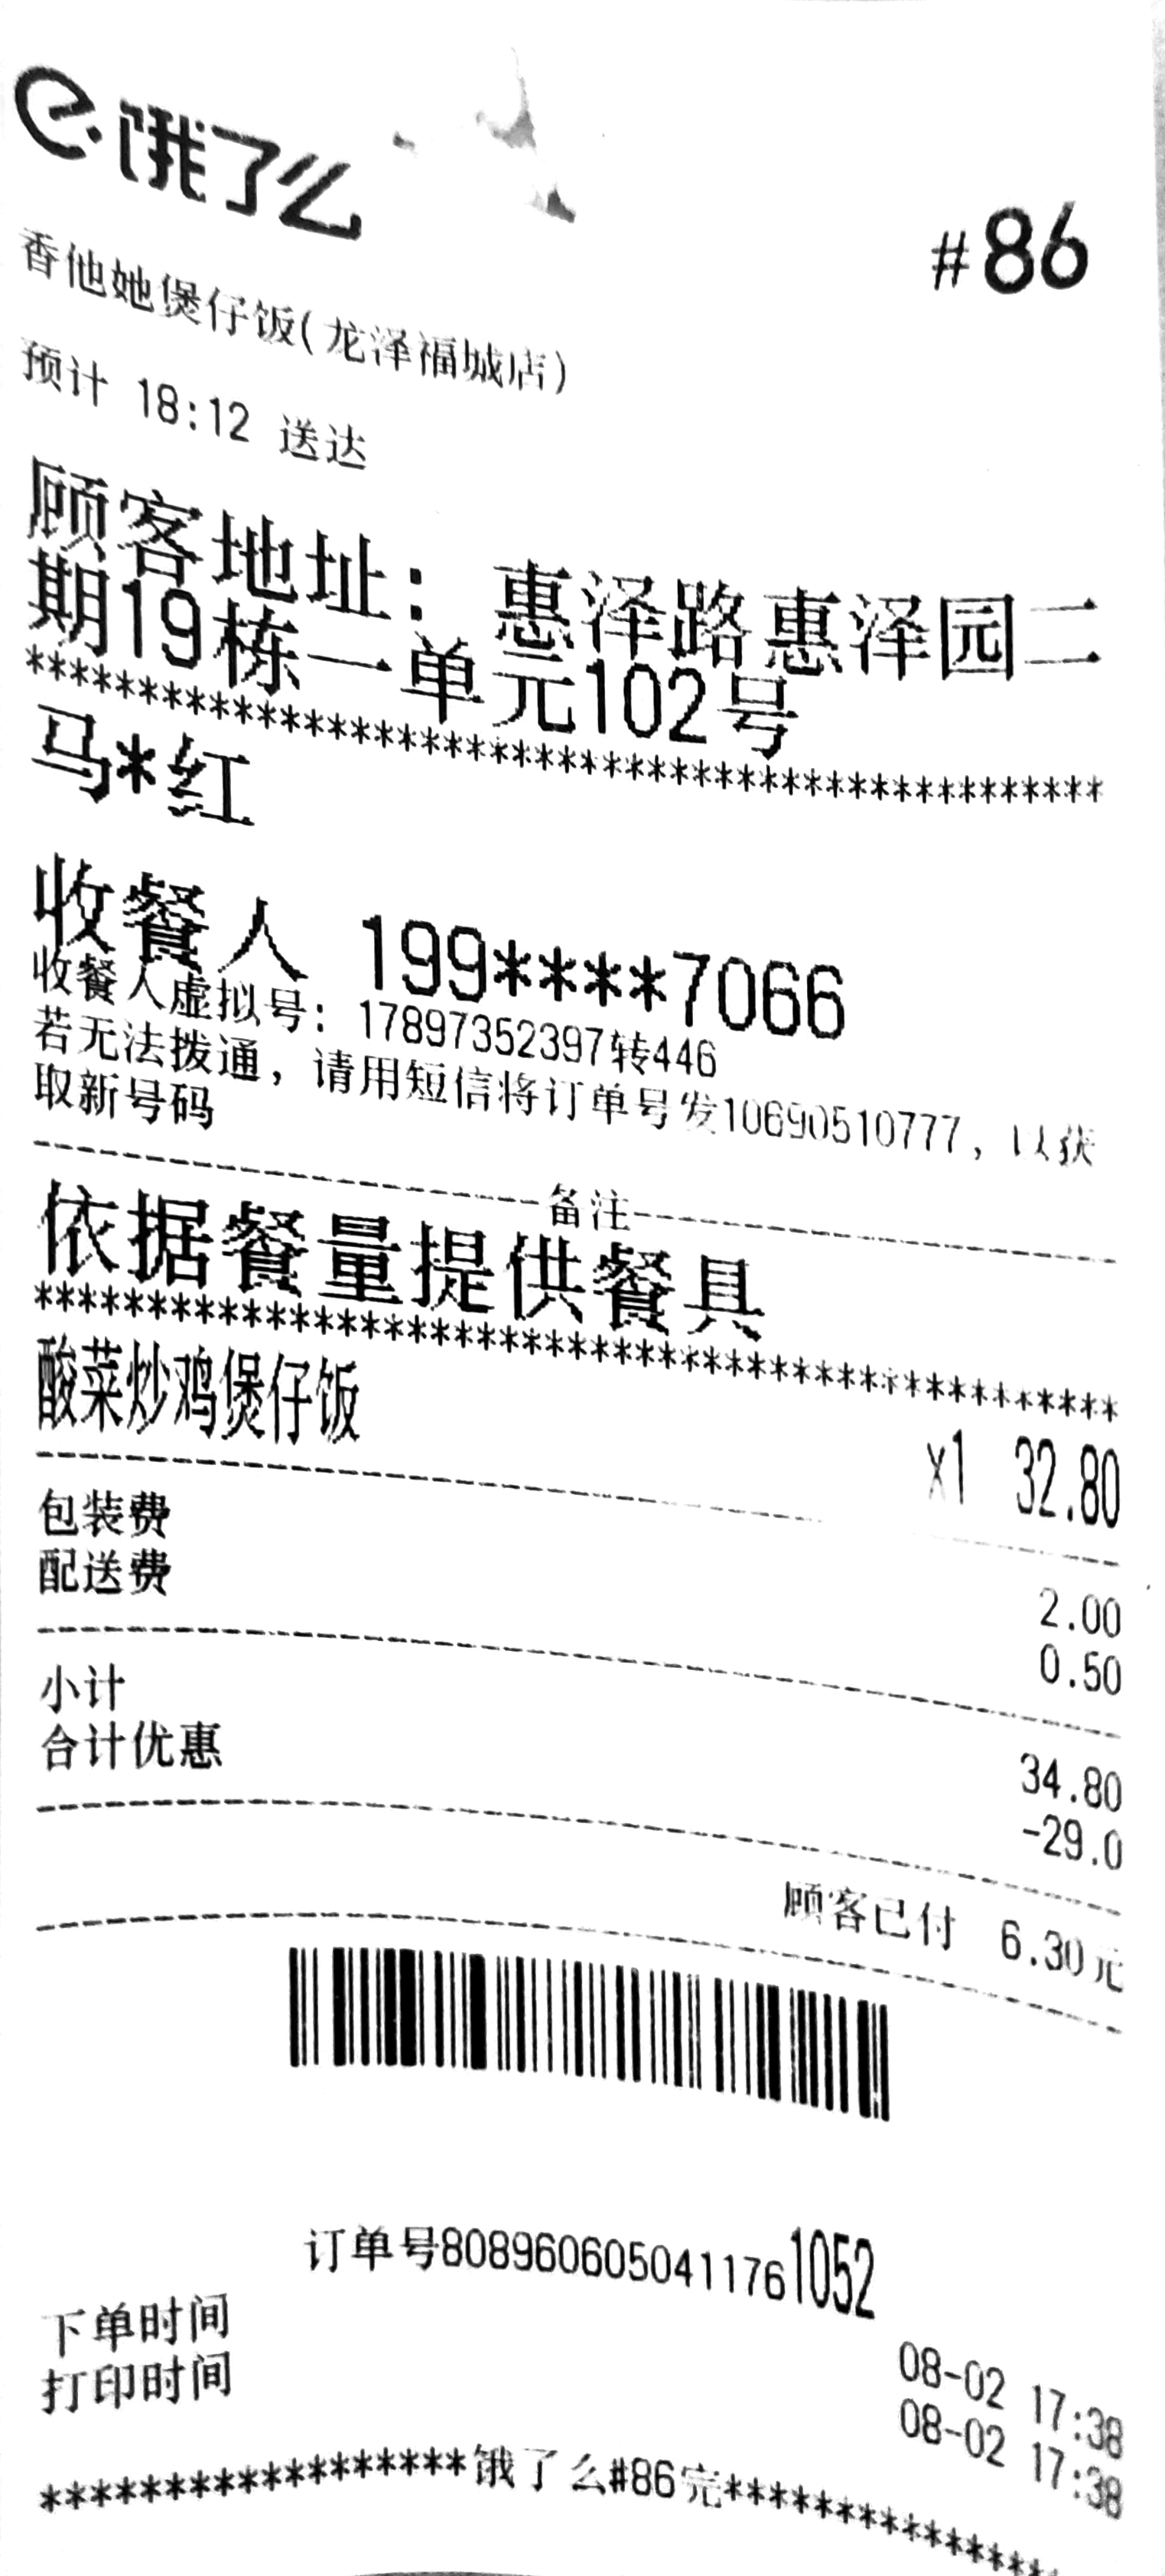 饿了么
#86
香他她煲仔饭(龙泽福城店)
预计 18:12 送达
顾客地址：惠泽路惠泽园二
期19栋一单元102号
************************************************
马*红
收餐人 199****7066
收餐人虚拟号：17897352397转446
若无法拨通，请用短信将订单号发10690510777，以获
取新号码
备注
依据餐量提供餐具
************************************************
酸菜炒鸡煲仔饭
x1 32.80
包装费 2.00
配送费 0.50
小计 34.80
合计优惠 -29.0
顾客已付 6.30元
订单号8089606050411761052
下单时间 08-02 17:38
打印时间 08-02 17:38
******************饿了么#86完******************